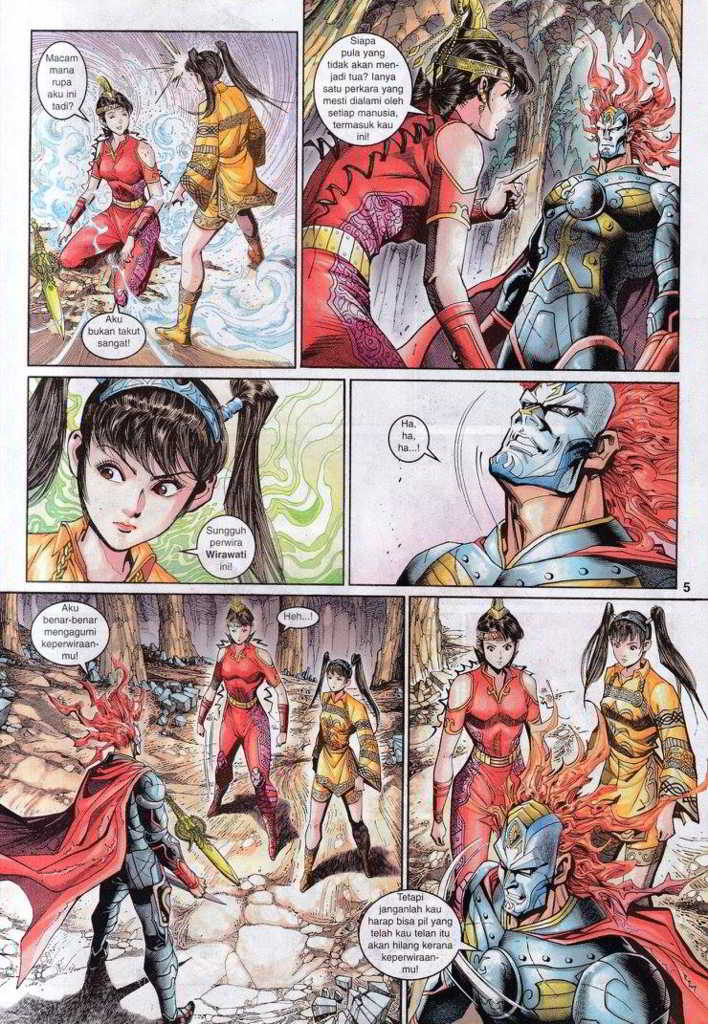 Macam
mana
rupa
aku ini
tadi?
Aku
bukan takut
sangat!
Siapa
pula yang
tidak akan men-
jadi tua? Ianya
satu perkara yang
mesti dialami oleh
setiap manusia,
termasuk kau
ini!
Sungguh
perwira
Wirawati
ini!
Ha,
ha,
ha...!
5
Aku
benar-benar
mengagumi
keperwiraan-
mu!
Heh...!
Tetapi
janganlah kau
harap bisa pil yang
telah kau telan itu
akan hilang kerana
keperwiraan-
mu!